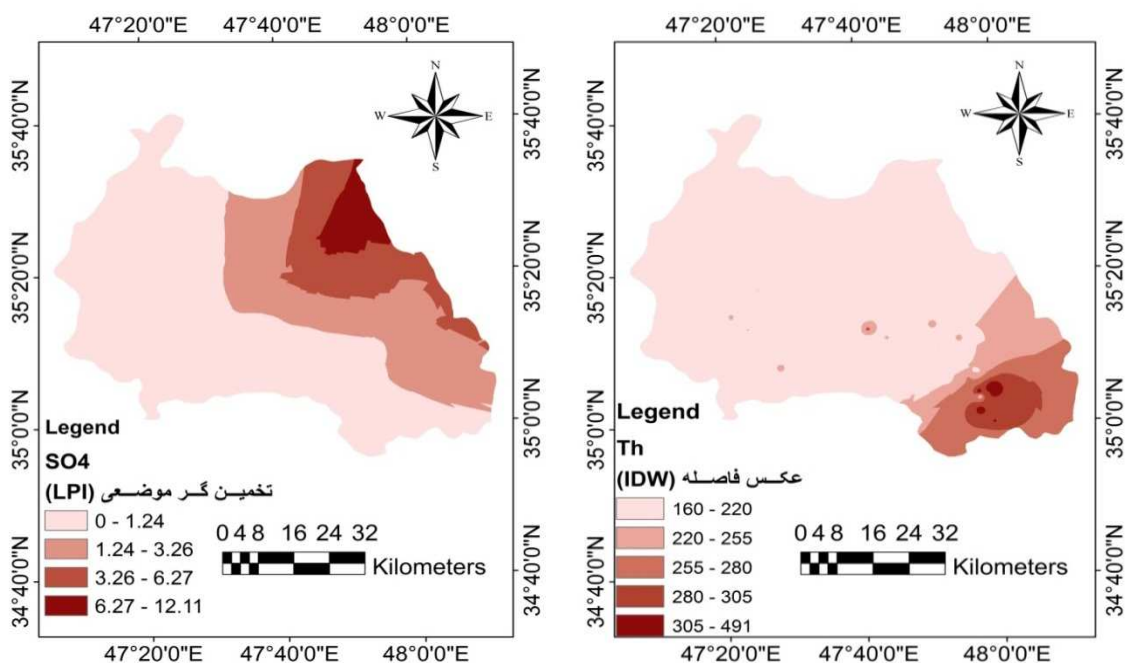 47°20'0"E 47°40'0"E 48°0'0"E
35°40'0"N 35°20'0"N 35°0'0"N
35°40'0"N 35°20'0"N 35°0'0"N 34°40'0"N
N
W E
S
Legend
SO4
تخمین گر موضعی (LPI)
0 - 1.24
1.24 - 3.26
3.26 - 6.27
6.27 - 12.11
0 4 8 16 24 32
Kilometers
34°40'0"N
47°20'0"E 47°40'0"E 48°0'0"E
47°20'0"E 47°40'0"E 48°0'0"E
35°40'0"N 35°20'0"N 35°0'0"N
35°40'0"N 35°20'0"N 35°0'0"N 34°40'0"N
N
W E
S
Legend
Th
عکس فاصله (IDW)
160 - 220
220 - 255
255 - 280
280 - 305
305 - 491
0 4 8 16 24 32
Kilometers
34°40'0"N
47°20'0"E 47°40'0"E 48°0'0"E